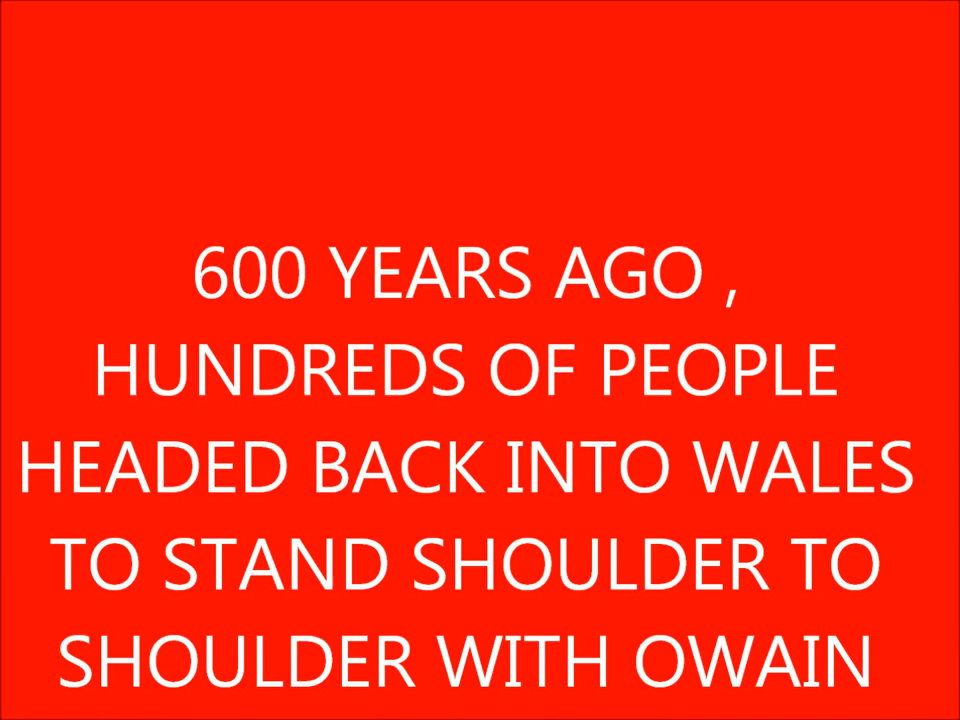 600 YEARS AGO ,
HUNDREDS OF PEOPLE
HEADED BACK INTO WALES
TO STAND SHOULDER TO
SHOULDER WITH OWAIN